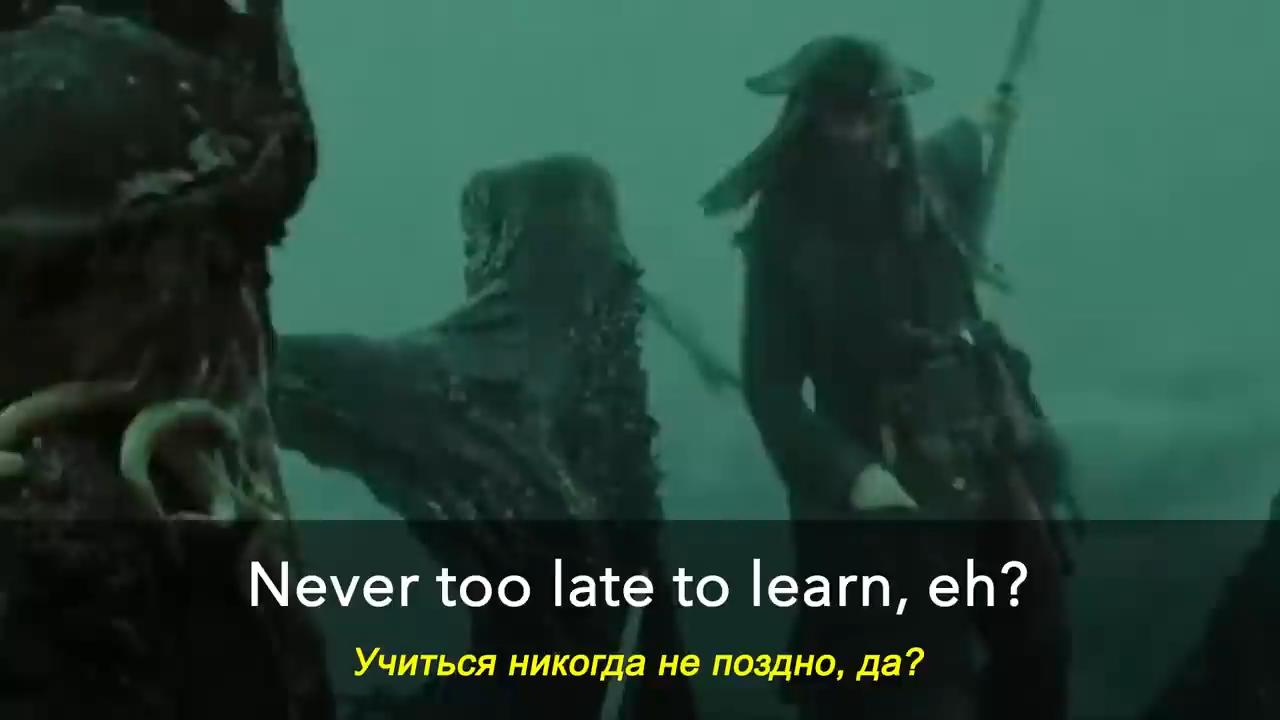 Never too late to learn, eh?
Учиться никогда не поздно, да?